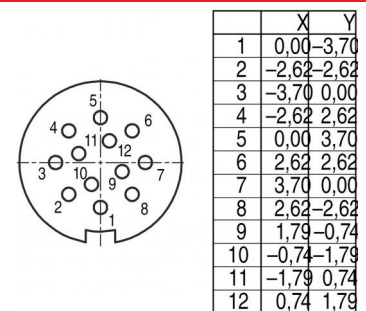 X Y
1 0,00 –3,70
2 –2,62 –2,62
3 –3,70 0,00
4 –2,62 2,62
5 0,00 3,70
6 2,62 2,62
7 3,70 0,00
8 2,62 –2,62
9 1,79 –0,74
10 –0,74 –1,79
11 –1,79 0,74
12 0,74 1,79
5
4
6
11
12
3
10
9
7
2
8
1